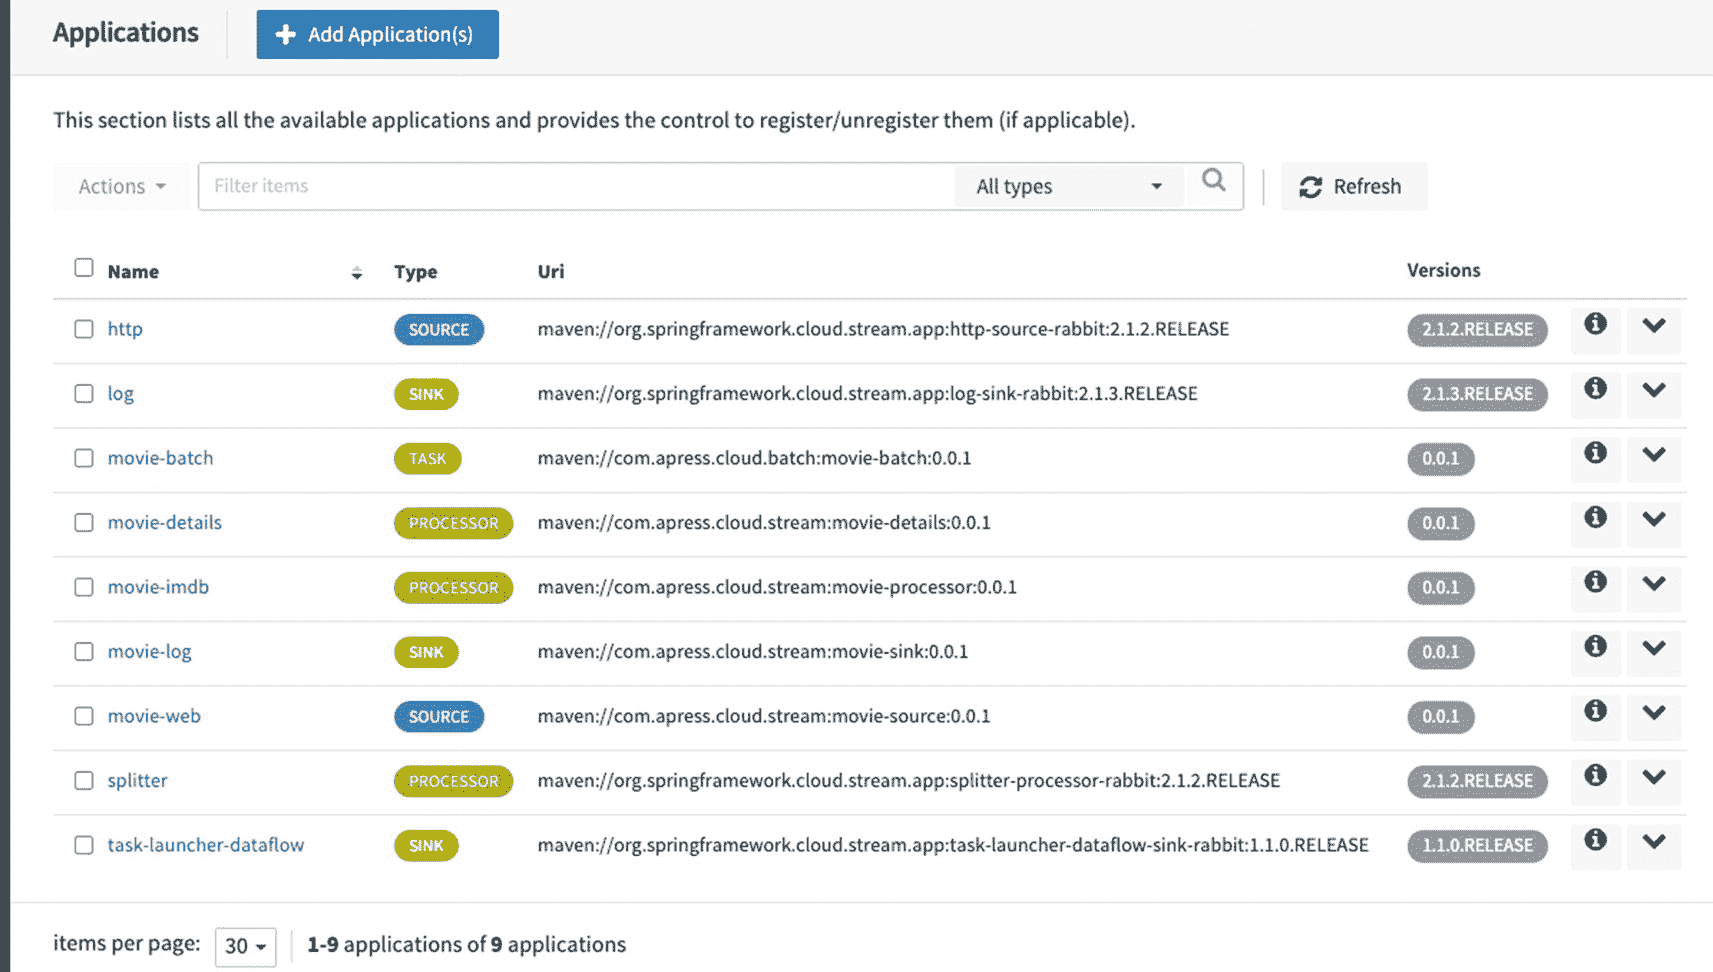 Applications
Add Application(s)
This section lists all the available applications and provides the control to register/unregister them (if applicable).
Actions Filter items All types Refresh
Name Type Uri Versions
http SOURCE maven://org.springframework.cloud.stream.app:http-source-rabbit:2.1.2.RELEASE 2.1.2.RELEASE
log SINK maven://org.springframework.cloud.stream.app:log-sink-rabbit:2.1.3.RELEASE 2.1.3.RELEASE
movie-batch TASK maven://com.apress.cloud.batch:movie-batch:0.0.1 0.0.1
movie-details PROCESSOR maven://com.apress.cloud.stream:movie-details:0.0.1 0.0.1
movie-imdb PROCESSOR maven://com.apress.cloud.stream:movie-processor:0.0.1 0.0.1
movie-log SINK maven://com.apress.cloud.stream:movie-sink:0.0.1 0.0.1
movie-web SOURCE maven://com.apress.cloud.stream:movie-source:0.0.1 0.0.1
splitter PROCESSOR maven://org.springframework.cloud.stream.app:splitter-processor-rabbit:2.1.2.RELEASE 2.1.2.RELEASE
task-launcher-dataflow SINK maven://org.springframework.cloud.stream.app:task-launcher-dataflow-sink-rabbit:1.1.0.RELEASE 1.1.0.RELEASE
items per page: 30 1-9 applications of 9 applications